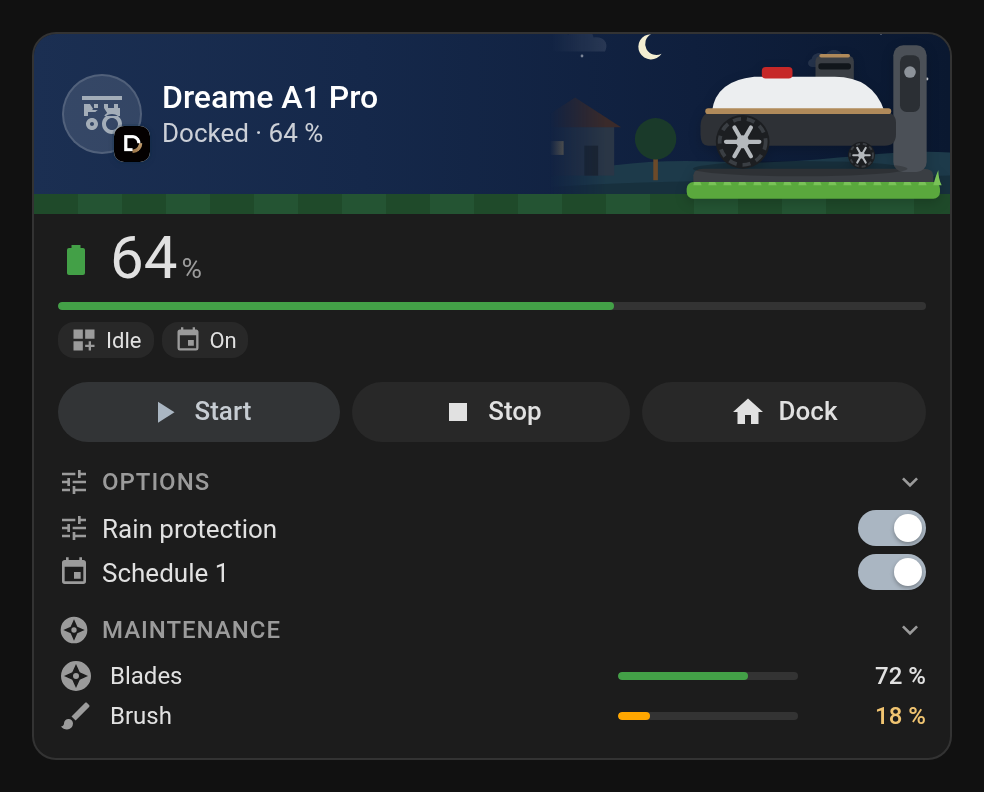 Dreame A1 Pro
D
Docked · 64 %
64 %
Idle
On
Start
Stop
Dock
OPTIONS
Rain protection
Schedule 1
MAINTENANCE
Blades
72 %
Brush
18 %